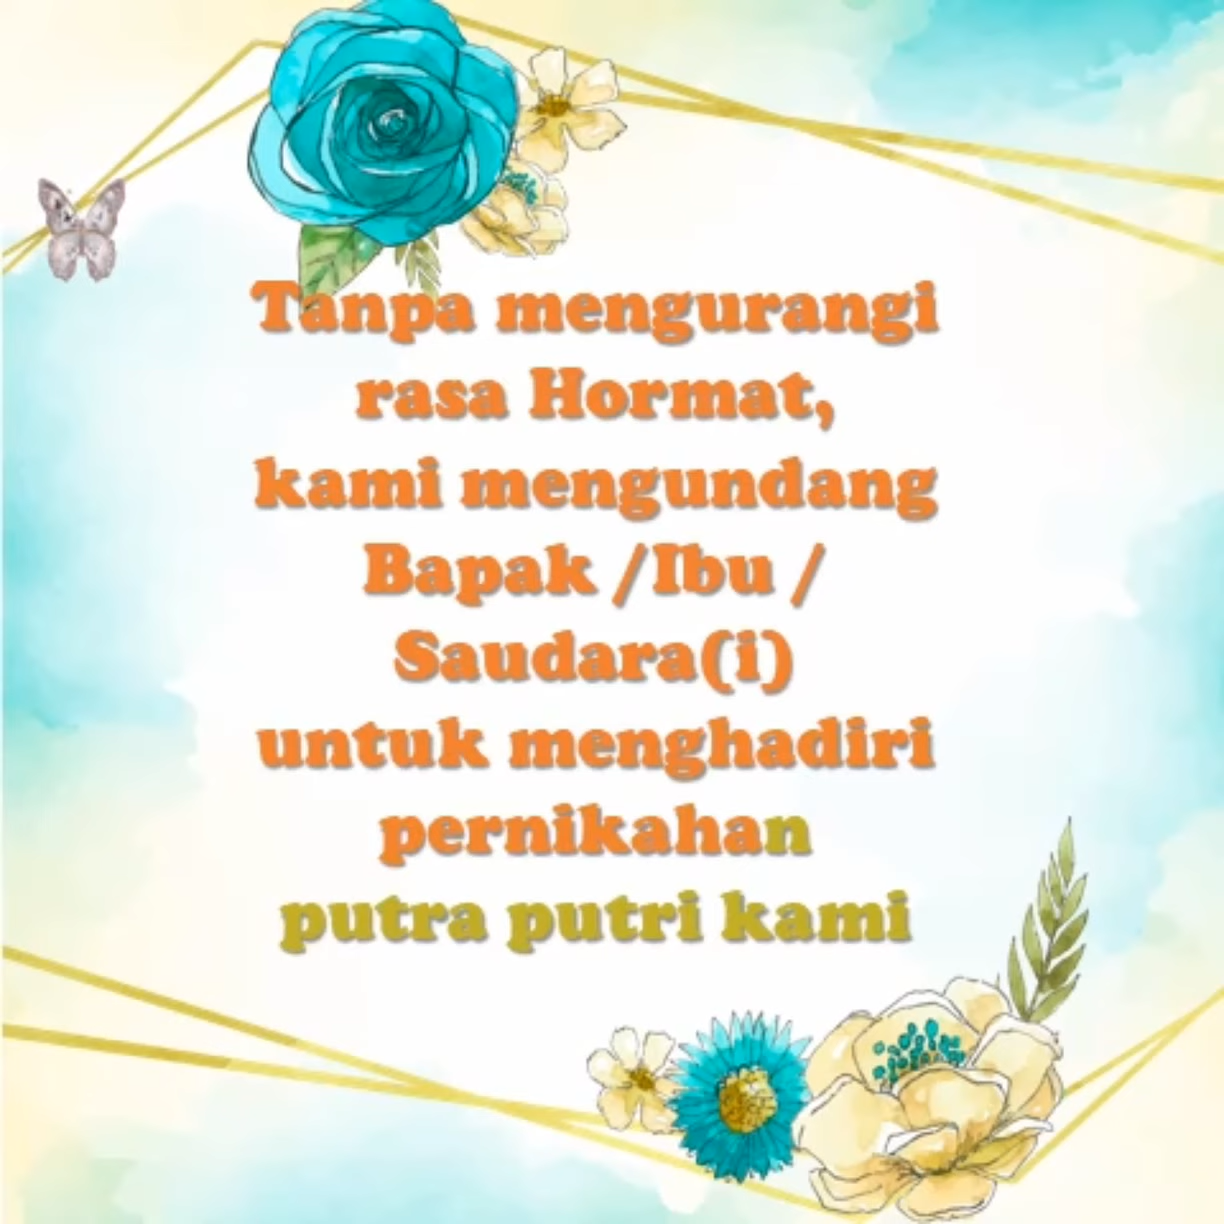 Tanpa mengurangi
rasa Hormat,
kami mengundang
Bapak /Ibu /
Saudara(i)
untuk menghadiri
pernikahan
putra putri kami